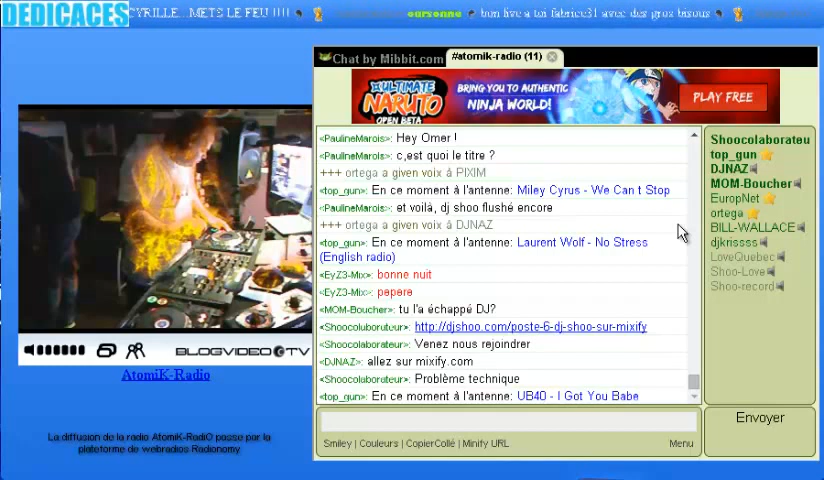 DEDICACES
CYRILLE... METS LE FEU !!!! oursonne bon live a toi fabrice31 avec des gros bisous
Chat by Mibbit.com
#atomik-radio (11)
ULTIMATE
NARUTO
OPEN BETA
BRING YOU TO AUTHENTIC
NINJA WORLD!
PLAY FREE
<PaulineMarois>: Hey Omer !
<PaulineMarois>: c,est quoi le titre ?
+++ ortega a given voix à PIXIM
<top_gun>: En ce moment à l'antenne: Miley Cyrus - We Can t Stop
<PaulineMarois>: et voilà, dj shoo flushé encore
+++ ortega a given voix à DJNAZ
<top_gun>: En ce moment à l'antenne: Laurent Wolf - No Stress
(English radio)
<EyZ3-Mix>: bonne nuit
<EyZ3-Mix>: pepere
<MOM-Boucher>: tu l'a échappé DJ?
<Shoocolaborateur>: http://djshoo.com/poste-6-dj-shoo-sur-mixify
<Shoocolaborateur>: Venez nous rejoindrer
<DJNAZ>: allez sur mixify.com
<Shoocolaborateur>: Problème technique
<top_gun>: En ce moment à l'antenne: UB40 - I Got You Babe
Shoocolaborateu
top_gun
DJNAZ
MOM-Boucher
EuropNet
ortega
BILL-WALLACE
djkrissss
LoveQuebec
Shoo-Love
Shoo-record
Envoyer
Smiley | Couleurs | CopierCollé | Minify URL
Menu
BLOGVIDEO TV
AtomiK-Radio
La diffusion de la radio AtomiK-RadiO passe par la
plateforme de webradios Radionomy